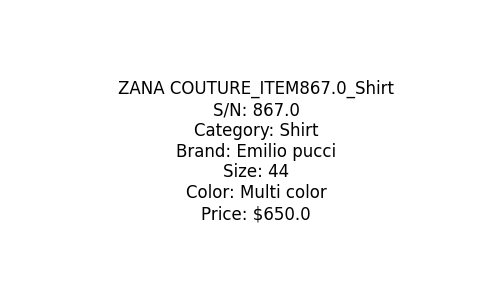 ZANA COUTURE_ITEM867.0_Shirt
S/N: 867.0
Category: Shirt
Brand: Emilio pucci
Size: 44
Color: Multi color
Price: $650.0